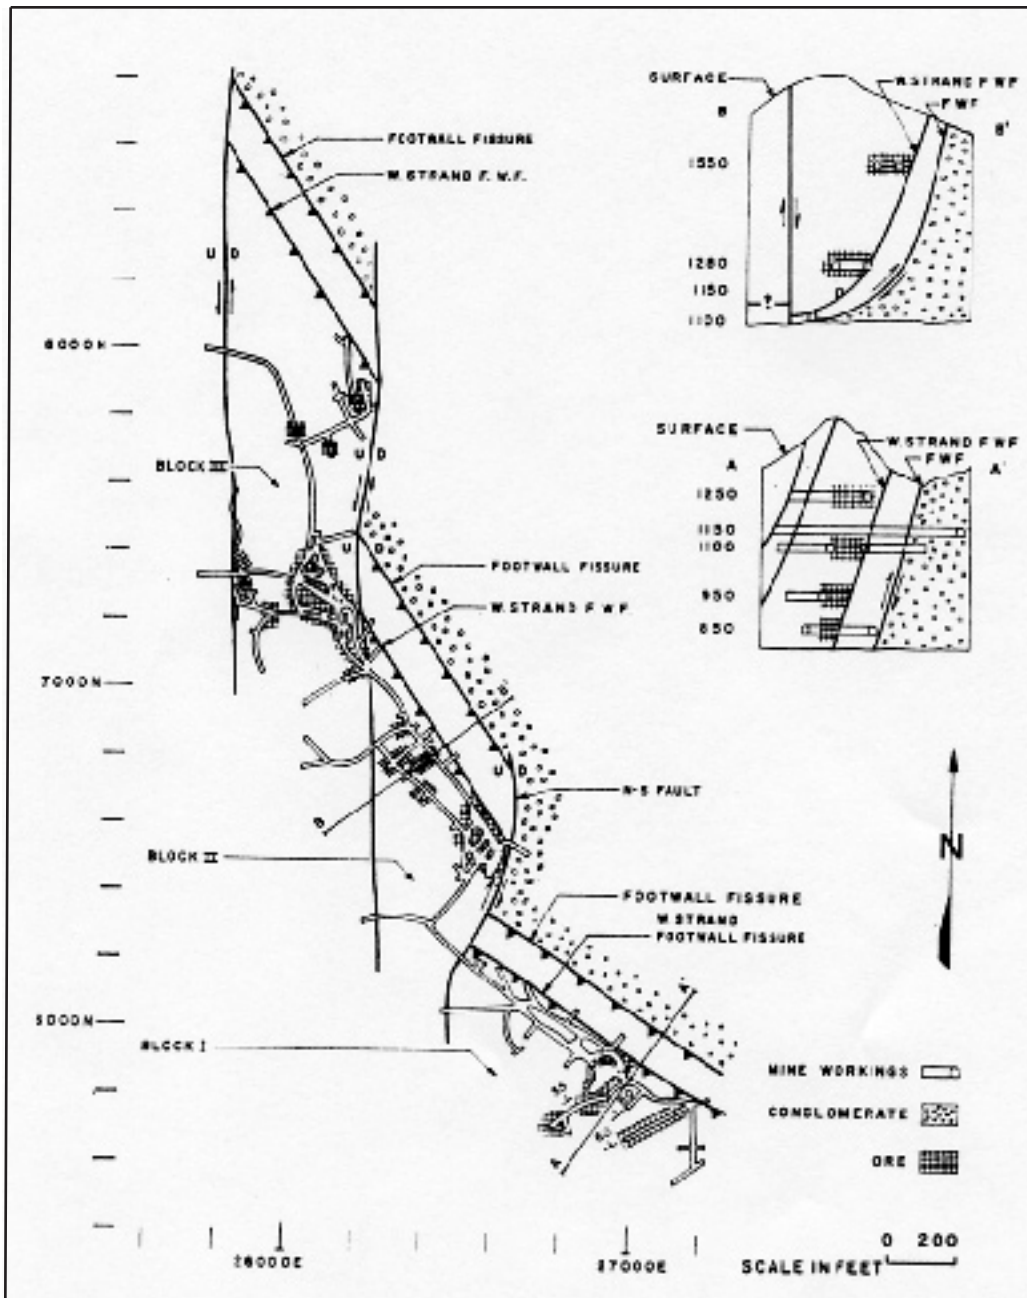 FOOTWALL FISSURE
W. STRAND F. W. F.
U D
8000N
U D
BLOCK III
U D
FOOTWALL FISSURE
W. STRAND F W F
7000N
U D
N-S FAULT
B
BLOCK II
FOOTWALL FISSURE
W. STRAND
FOOTWALL FISSURE
A'
BLOCK I
A
26000E
27000E
SURFACE
W. STRAND F W F
F W F
B
B'
1550
1280
1150
1100
?
SURFACE
W. STRAND F W F
F W F
A
A'
1250
1150
1100
950
850
N
MINE WORKINGS
CONGLOMERATE
ORE
0 200
SCALE IN FEET